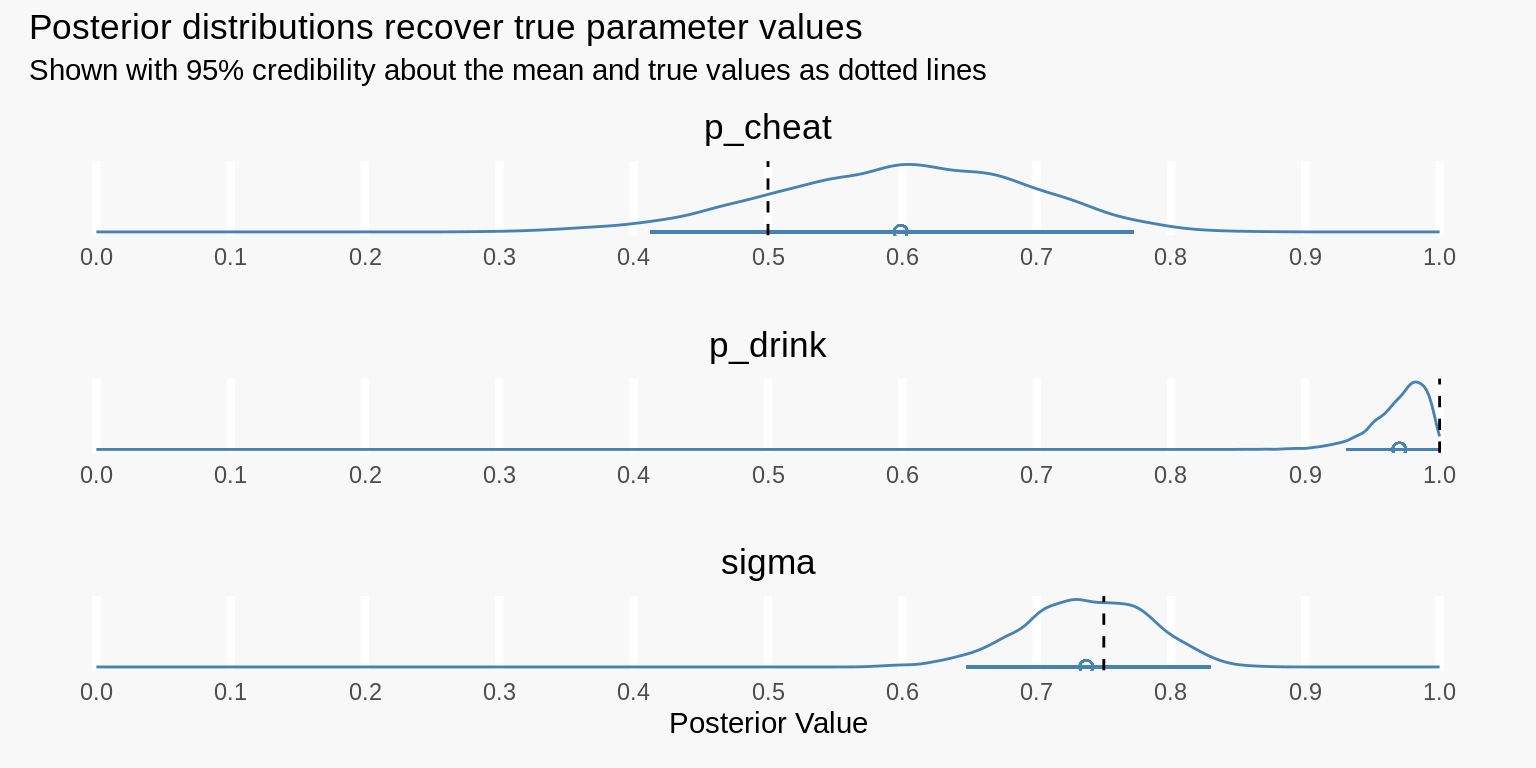 Posterior distributions recover true parameter values
Shown with 95% credibility about the mean and true values as dotted lines
p_cheat
0.0 0.1 0.2 0.3 0.4 0.5 0.6 0.7 0.8 0.9 1.0
p_drink
0.0 0.1 0.2 0.3 0.4 0.5 0.6 0.7 0.8 0.9 1.0
sigma
0.0 0.1 0.2 0.3 0.4 0.5 0.6 0.7 0.8 0.9 1.0
Posterior Value